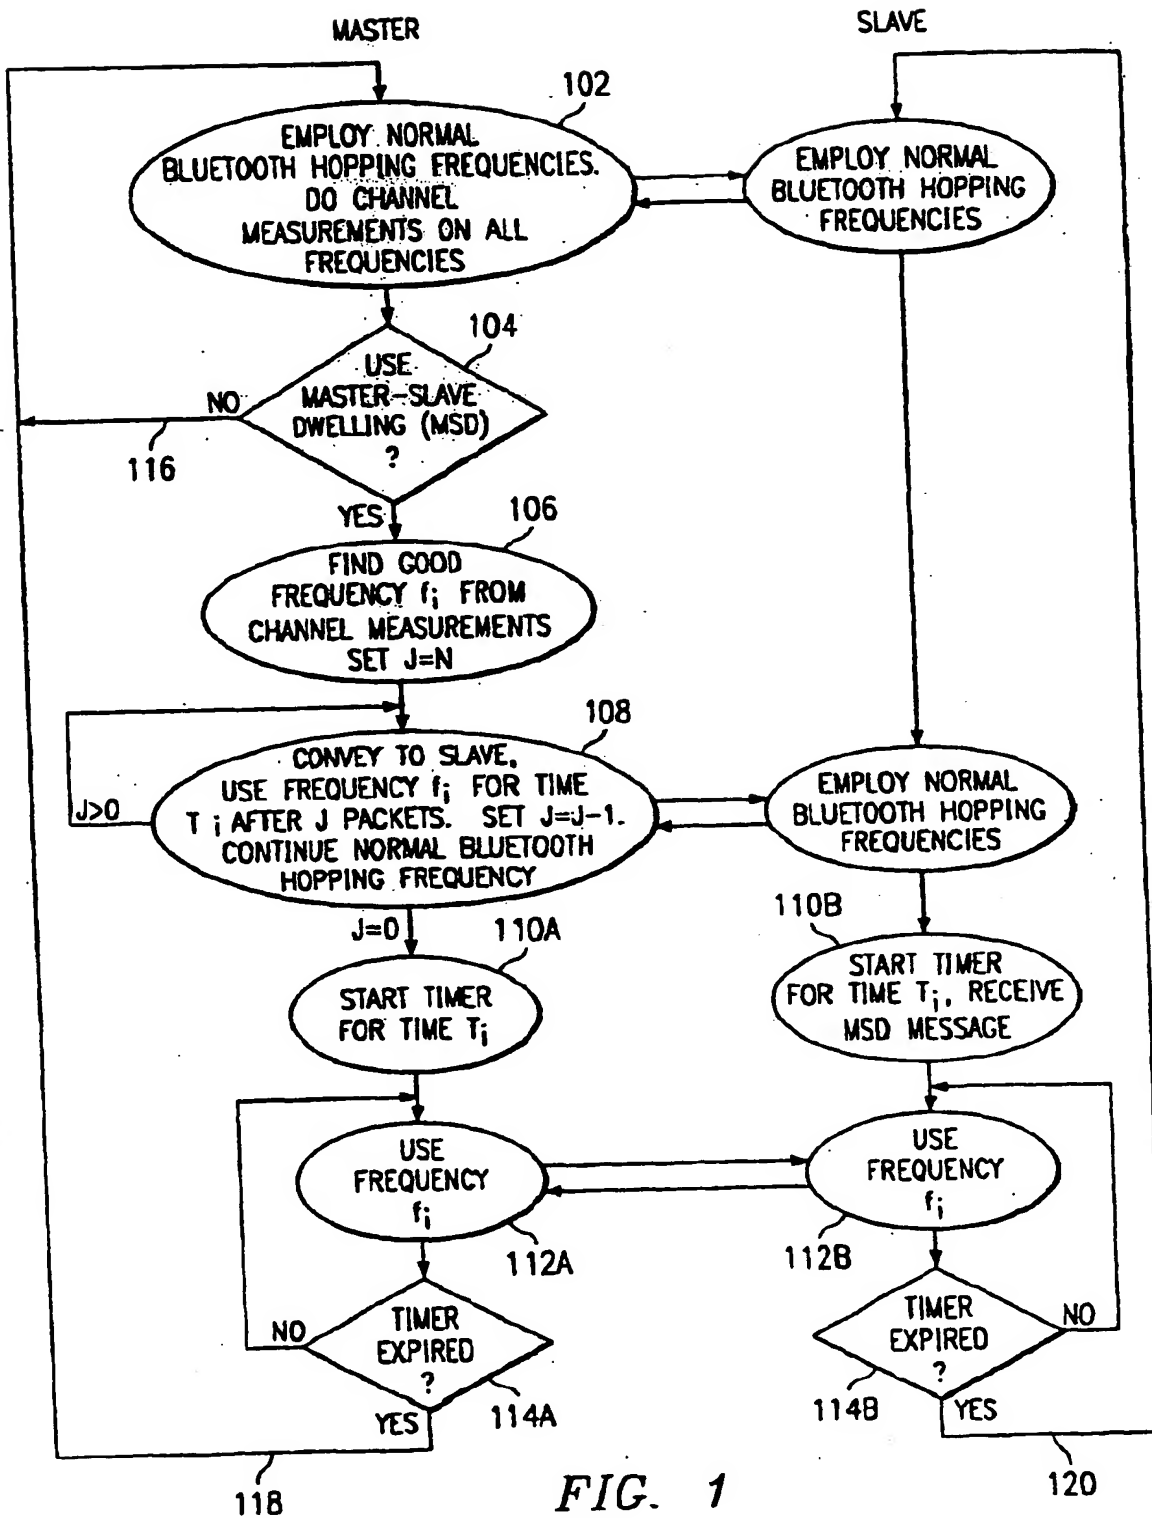 MASTER
SLAVE
102
EMPLOY NORMAL
BLUETOOTH HOPPING FREQUENCIES.
DO CHANNEL
MEASUREMENTS ON ALL
FREQUENCIES
EMPLOY NORMAL
BLUETOOTH HOPPING
FREQUENCIES
104
USE
MASTER-SLAVE
DWELLING (MSD)
?
NO
116
YES
106
FIND GOOD
FREQUENCY fi FROM
CHANNEL MEASUREMENTS
SET J=N
108
CONVEY TO SLAVE,
USE FREQUENCY fi FOR TIME
Ti AFTER J PACKETS. SET J=J-1.
CONTINUE NORMAL BLUETOOTH
HOPPING FREQUENCY
J>0
EMPLOY NORMAL
BLUETOOTH HOPPING
FREQUENCIES
J=0
110A
START TIMER
FOR TIME Ti
110B
START TIMER
FOR TIME Ti, RECEIVE
MSD MESSAGE
USE
FREQUENCY
fi
112A
USE
FREQUENCY
fi
112B
TIMER
EXPIRED
?
NO
YES
114A
TIMER
EXPIRED
?
NO
YES
114B
118
120
FIG. 1